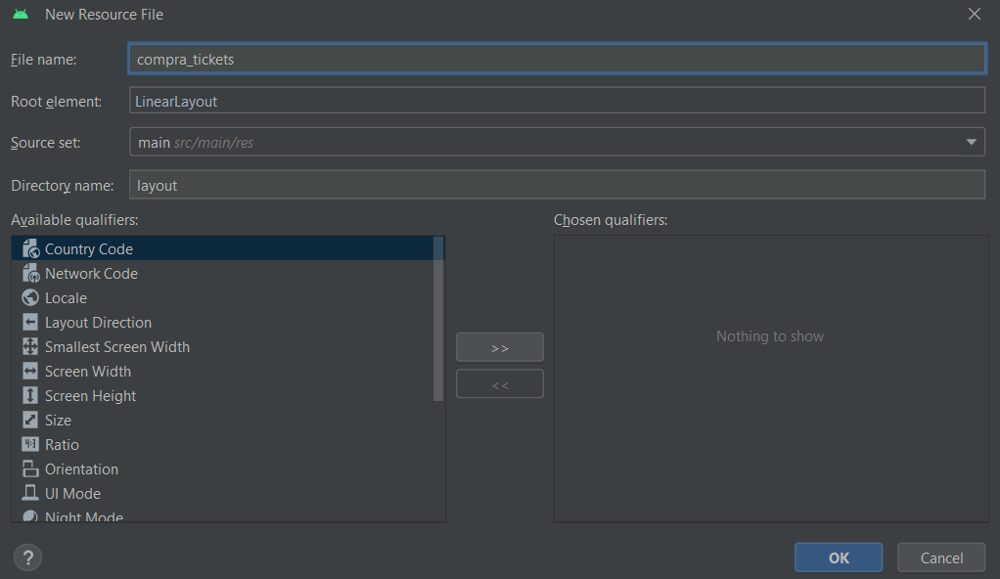 New Resource File
File name: compra_tickets
Root element: LinearLayout
Source set: main src/main/res
Directory name: layout
Available qualifiers:
Country Code
Network Code
Locale
Layout Direction
Smallest Screen Width
Screen Width
Screen Height
Size
Ratio
Orientation
UI Mode
Night Mode
>>
<<
Chosen qualifiers:
Nothing to show
?
OK
Cancel